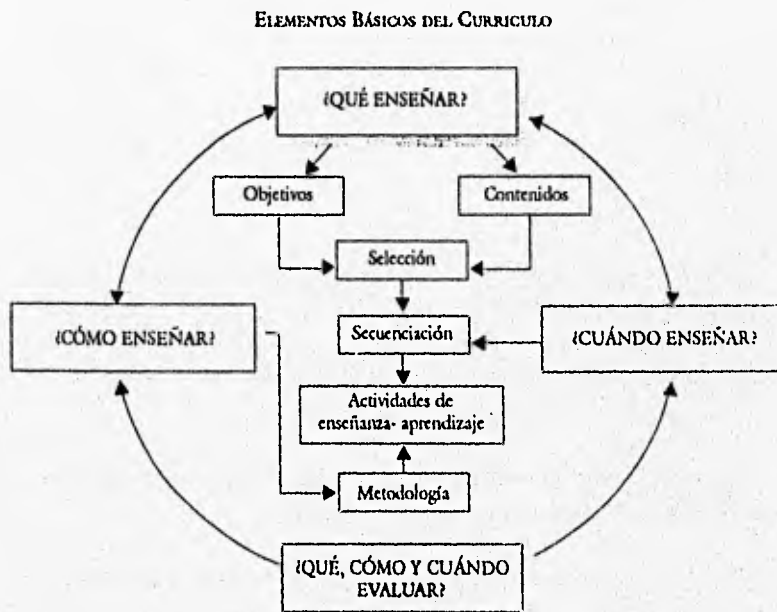 ELEMENTOS BÁSICOS DEL CURRICULO
¿QUÉ ENSEÑAR?
Objetivos
Contenidos
Selección
¿CÓMO ENSEÑAR?
Secuenciación
¿CUÁNDO ENSEÑAR?
Actividades de
enseñanza- aprendizaje
Metodología
¿QUÉ, CÓMO Y CUÁNDO
EVALUAR?